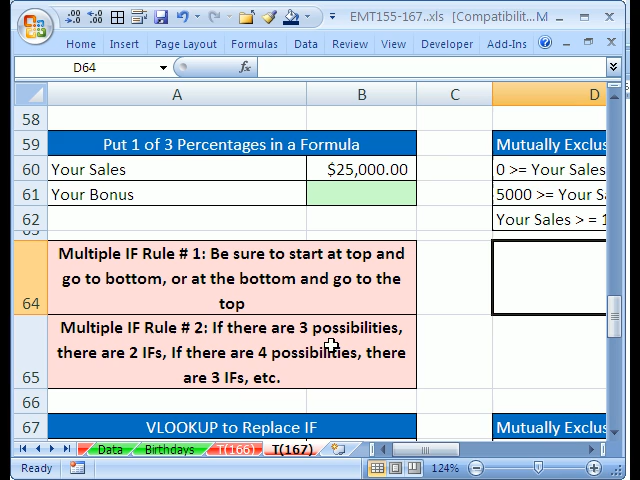 EMT155-167..xls [Compatibilit... M
Home Insert Page Layout Formulas Data Review View Developer Add-Ins
D64 fx
A B C D
58
59 Put 1 of 3 Percentages in a Formula Mutually Exclus
60 Your Sales $25,000.00 0 >= Your Sales
61 Your Bonus 5000 >= Your Sa
62 Your Sales > = 1
63
Multiple IF Rule # 1: Be sure to start at top and
go to bottom, or at the bottom and go to the
64 top
Multiple IF Rule # 2: If there are 3 possibilities,
there are 2 IFs, If there are 4 possibilities, there
65 are 3 IFs, etc.
66
67 VLOOKUP to Replace IF Mutually Exclus
Data Birthdays T(166) T(167)
Ready 124%